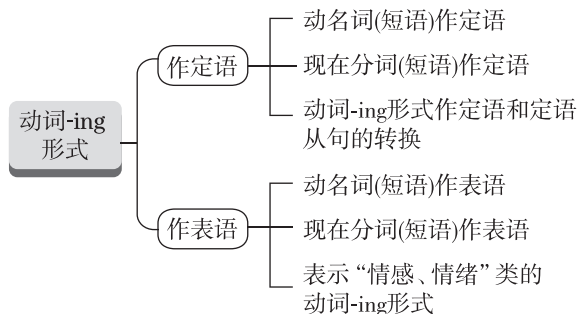 动词-ing
形式
作定语
动名词(短语)作定语
现在分词(短语)作定语
动词-ing形式作定语和定语
从句的转换
作表语
动名词(短语)作表语
现在分词(短语)作表语
表示“情感、情绪”类的
动词-ing形式